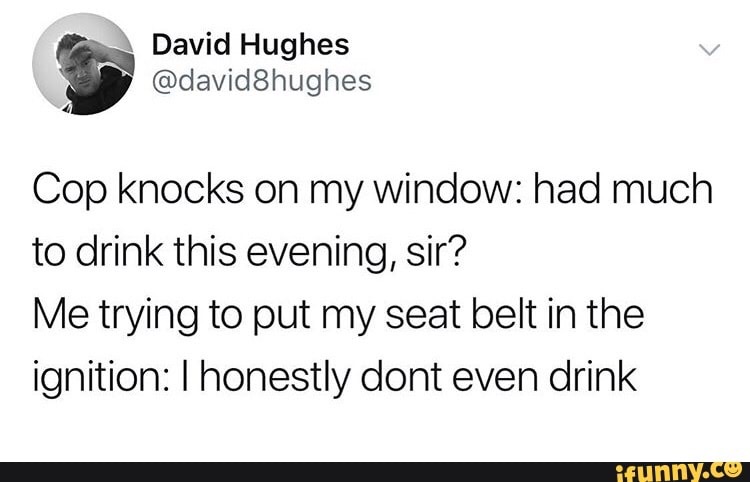 David Hughes
@david8hughes
Cop knocks on my window: had much
to drink this evening, sir?
Me trying to put my seat belt in the
ignition: I honestly dont even drink
ifunny.co